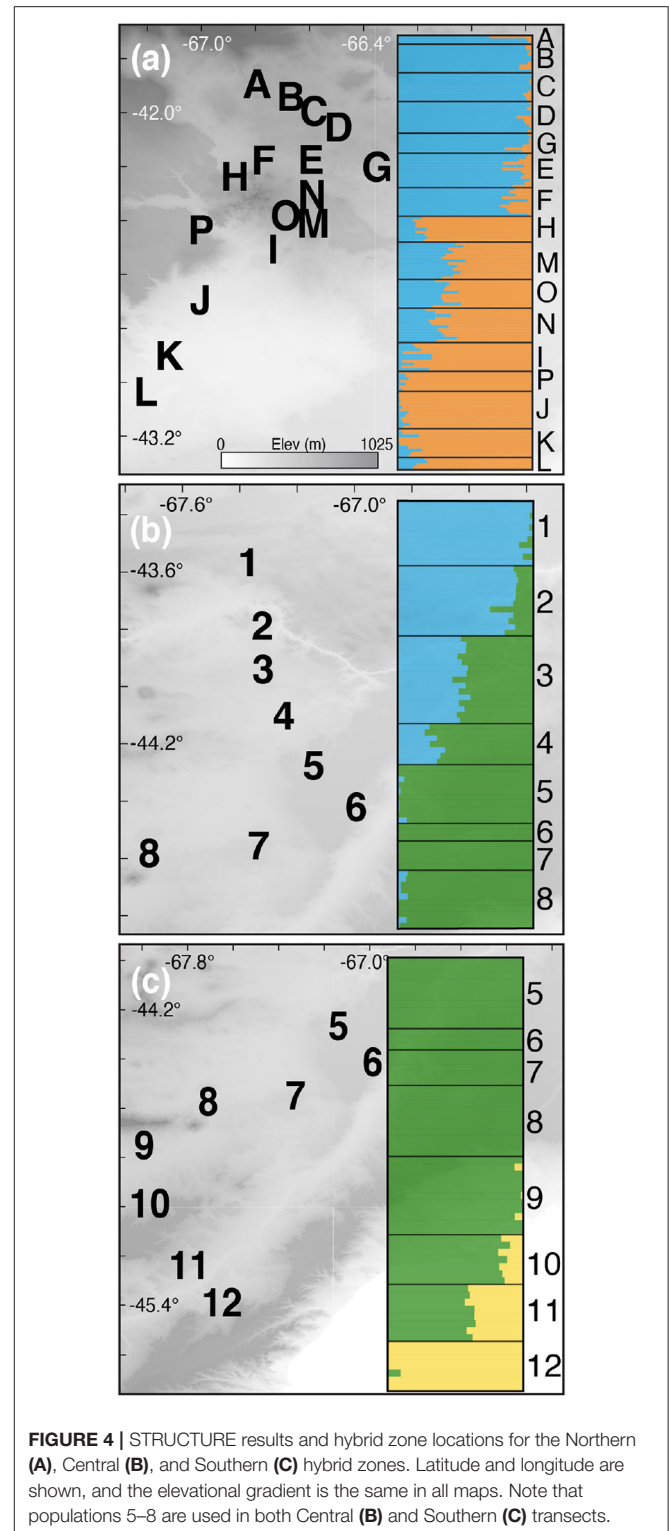 (a)
-67.0°
-66.4°
-42.0°
-43.2°
A
B
C
D
E
F
G
H
N
O
M
P
I
J
K
L
0 Elev (m) 1025
A
B
C
D
G
E
F
H
M
O
N
I
P
J
K
L
(b)
-67.6°
-67.0°
-43.6°
-44.2°
1
2
3
4
5
6
7
8
1
2
3
4
5
6
7
8
(c)
-67.8°
-67.0°
-44.2°
-45.4°
5
6
7
8
9
10
11
12
5
6
7
8
9
10
11
12
FIGURE 4 | STRUCTURE results and hybrid zone locations for the Northern
(A), Central (B), and Southern (C) hybrid zones. Latitude and longitude are
shown, and the elevational gradient is the same in all maps. Note that
populations 5–8 are used in both Central (B) and Southern (C) transects.